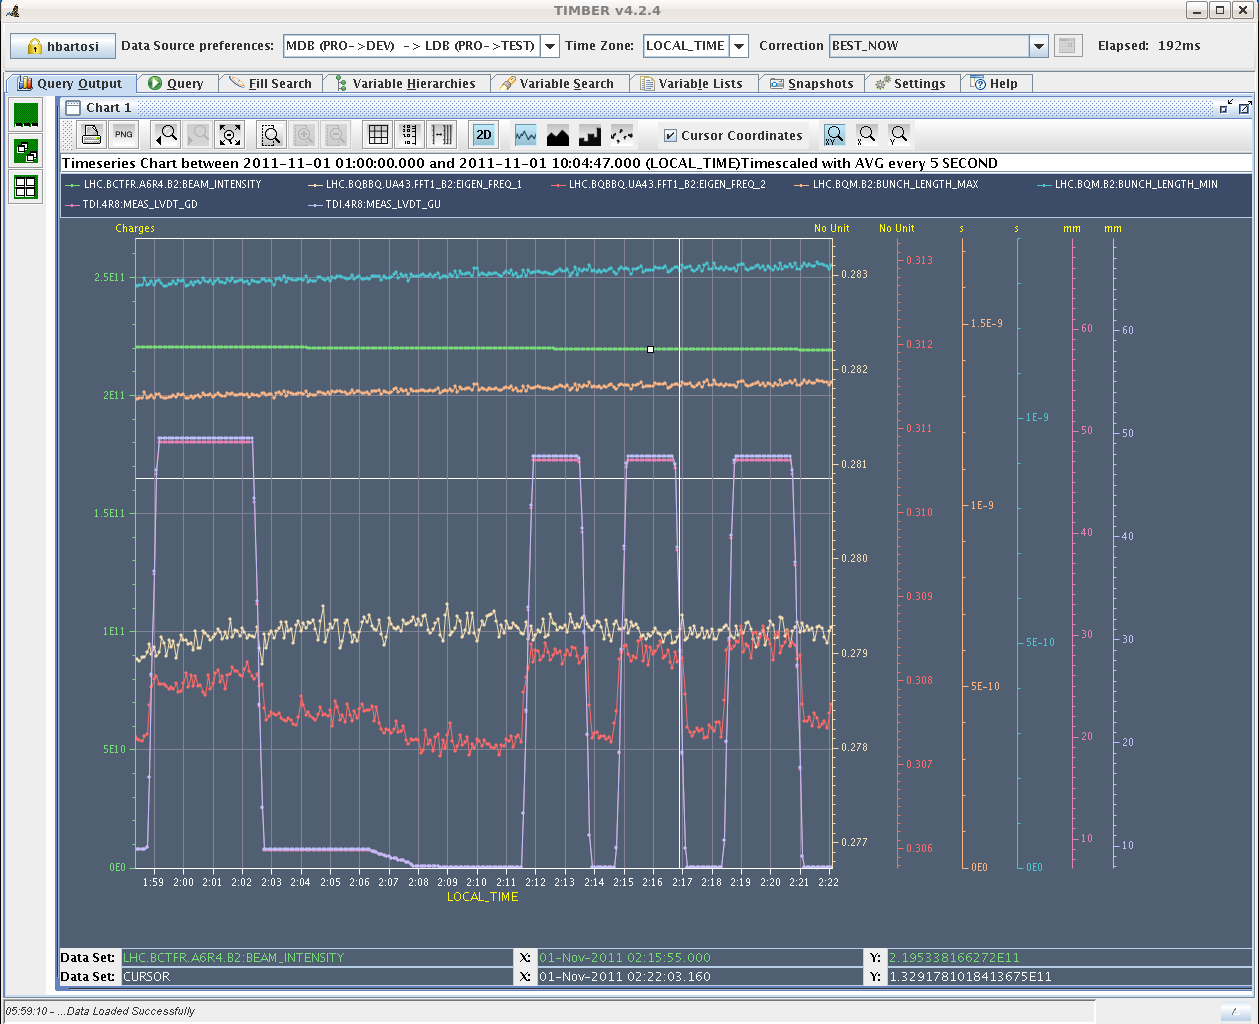 TIMBER v4.2.4
hbartosi Data Source preferences: MDB (PRO->DEV) -> LDB (PRO->TEST) Time Zone: LOCAL_TIME Correction BEST_NOW Elapsed: 192ms
Query Output Query Fill Search Variable Hierarchies Variable Search Variable Lists Snapshots Settings Help
Chart 1
PNG 2D Cursor Coordinates XY X Y
Timeseries Chart between 2011-11-01 01:00:00.000 and 2011-11-01 10:04:47.000 (LOCAL_TIME)Timescaled with AVG every 5 SECOND
LHC.BCTFR.A6R4.B2:BEAM_INTENSITY LHC.BQBBQ.UA43.FFT1_B2:EIGEN_FREQ_1 LHC.BQBBQ.UA43.FFT1_B2:EIGEN_FREQ_2 LHC.BQM.B2:BUNCH_LENGTH_MAX LHC.BQM.B2:BUNCH_LENGTH_MIN
TDI.4R8:MEAS_LVDT_GD TDI.4R8:MEAS_LVDT_GU
Charges No Unit No Unit s s mm mm
0.313
2.5E11 0.283
1.5E-9 60 60
0.312
0.282
2E11 1E-9
0.311 50 50
0.281
1E-9
1.5E11 0.310
40 40
0.280
0.309
1E11 30 30
5E-10
0.279
0.308 5E-10
20 20
5E10 0.278
0.307
10 10
0.277 0.306
0E0 0E0 0E0
1:59 2:00 2:01 2:02 2:03 2:04 2:05 2:06 2:07 2:08 2:09 2:10 2:11 2:12 2:13 2:14 2:15 2:16 2:17 2:18 2:19 2:20 2:21 2:22
LOCAL_TIME
Data Set: LHC.BCTFR.A6R4.B2:BEAM_INTENSITY X: 01-Nov-2011 02:15:55.000 Y: 2.195338166272E11
Data Set: CURSOR X: 01-Nov-2011 02:22:03.160 Y: 1.3291781018413675E11
05:59:10 - ...Data Loaded Successfully